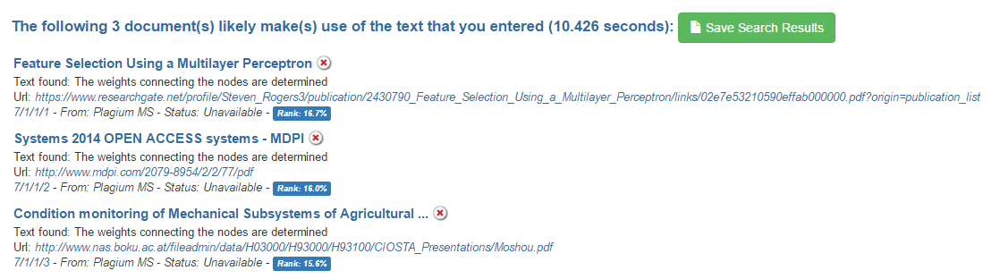 The following 3 document(s) likely make(s) use of the text that you entered (10.426 seconds): Save Search Results
Feature Selection Using a Multilayer Perceptron
Text found: The weights connecting the nodes are determined
Url: https://www.researchgate.net/profile/Steven_Rogers3/publication/2430790_Feature_Selection_Using_a_Multilayer_Perceptron/links/02e7e53210590effab000000.pdf?origin=publication_list
7/1/1/1 - From: Plagium MS - Status: Unavailable - Rank: 16.7%
Systems 2014 OPEN ACCESS systems - MDPI
Text found: The weights connecting the nodes are determined
Url: http://www.mdpi.com/2079-8954/2/2/77/pdf
7/1/1/2 - From: Plagium MS - Status: Unavailable - Rank: 16.0%
Condition monitoring of Mechanical Subsystems of Agricultural ...
Text found: The weights connecting the nodes are determined
Url: http://www.nas.boku.ac.at/fileadmin/data/H03000/H93000/H93100/CIOSTA_Presentations/Moshou.pdf
7/1/1/3 - From: Plagium MS - Status: Unavailable - Rank: 15.6%